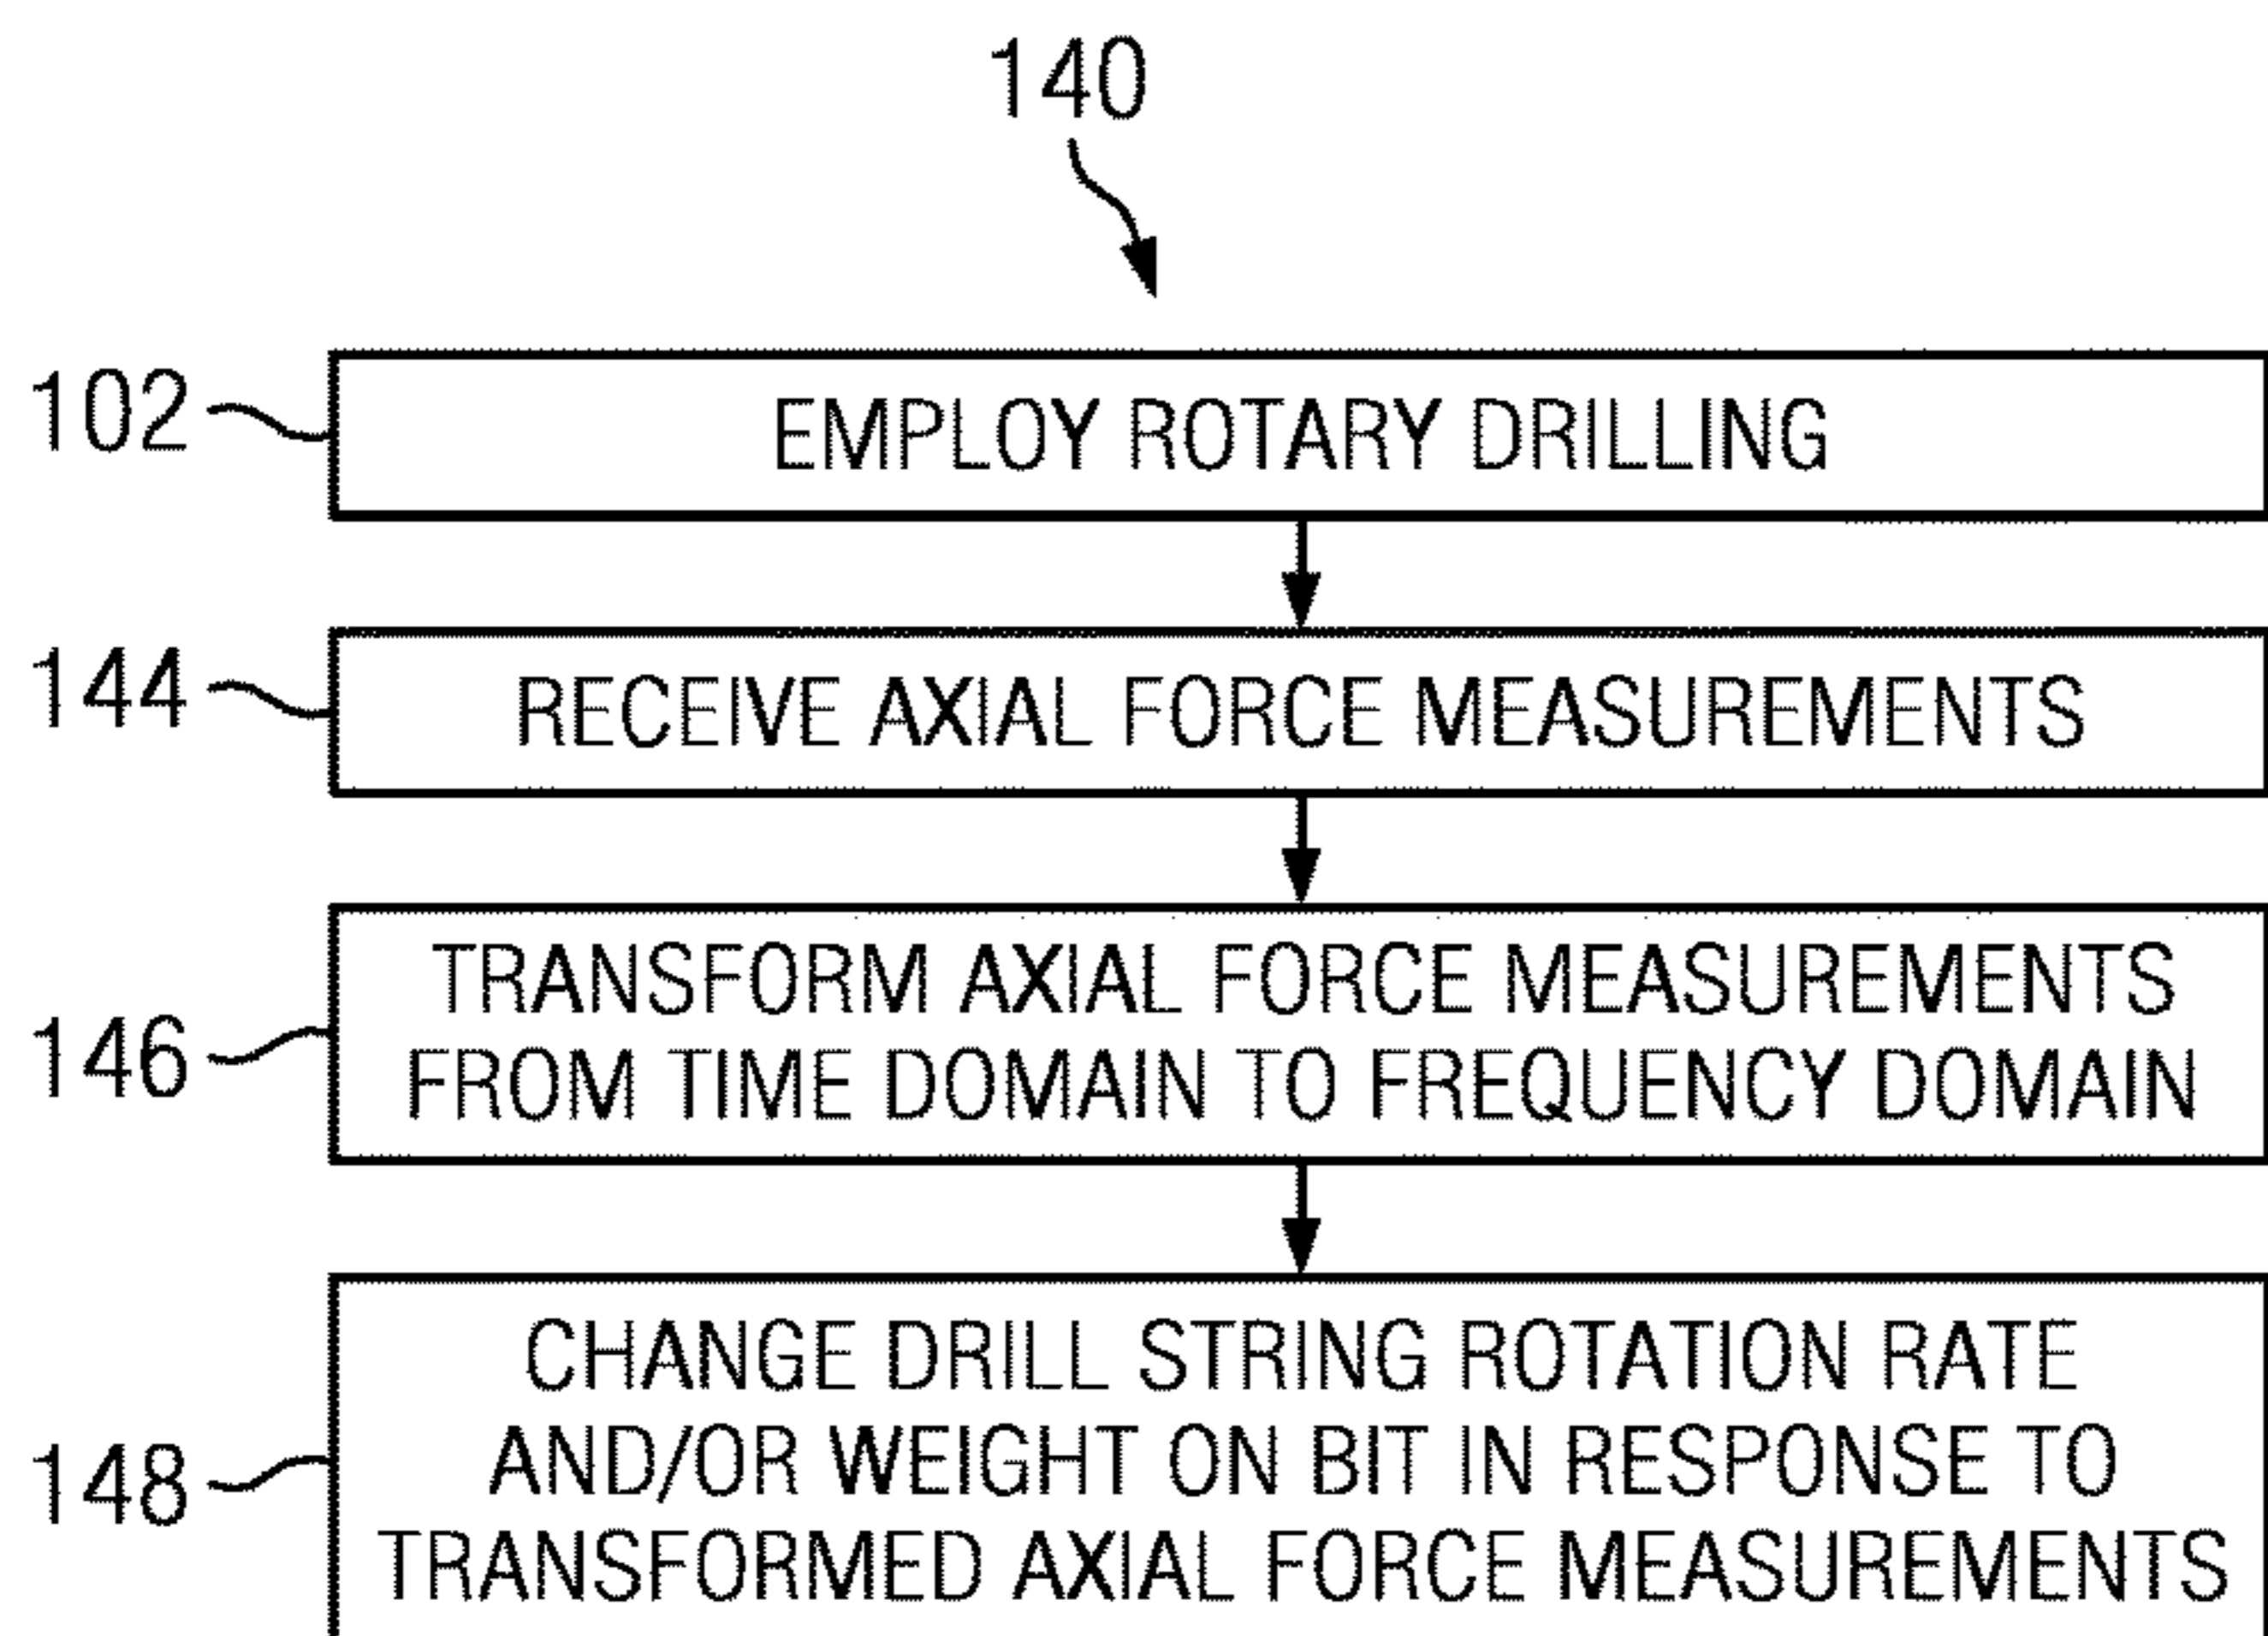 140
102
EMPLOY ROTARY DRILLING
144
RECEIVE AXIAL FORCE MEASUREMENTS
146
TRANSFORM AXIAL FORCE MEASUREMENTS
FROM TIME DOMAIN TO FREQUENCY DOMAIN
148
CHANGE DRILL STRING ROTATION RATE
AND/OR WEIGHT ON BIT IN RESPONSE TO
TRANSFORMED AXIAL FORCE MEASUREMENTS